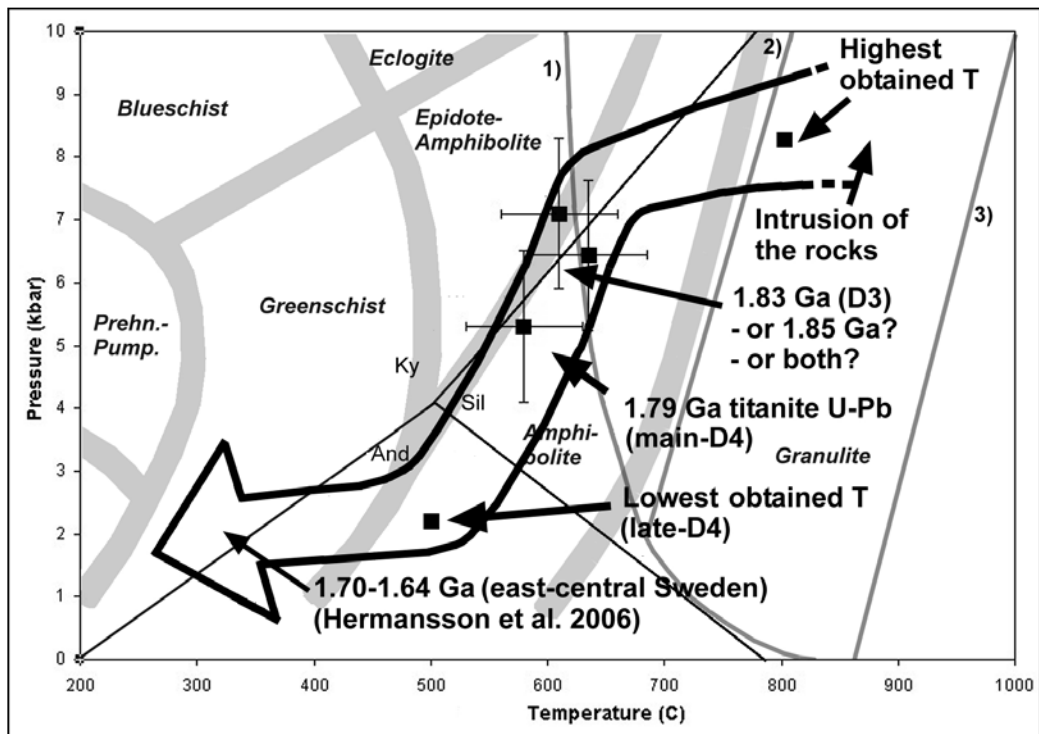 10
9
8
7
6
5
4
3
2
1
0
Pressure (kbar)
200
300
400
500
600
700
800
900
1000
Temperature (C)
Blueschist
Eclogite
Epidote-
Amphibolite
Greenschist
Prehn.-
Pump.
Ky
Sil
And
Amphi-
bolite
Granulite
1)
2)
3)
Highest
obtained T
Intrusion of
the rocks
1.83 Ga (D3)
- or 1.85 Ga?
- or both?
1.79 Ga titanite U-Pb
(main-D4)
Lowest obtained T
(late-D4)
1.70-1.64 Ga (east-central Sweden)
(Hermansson et al. 2006)